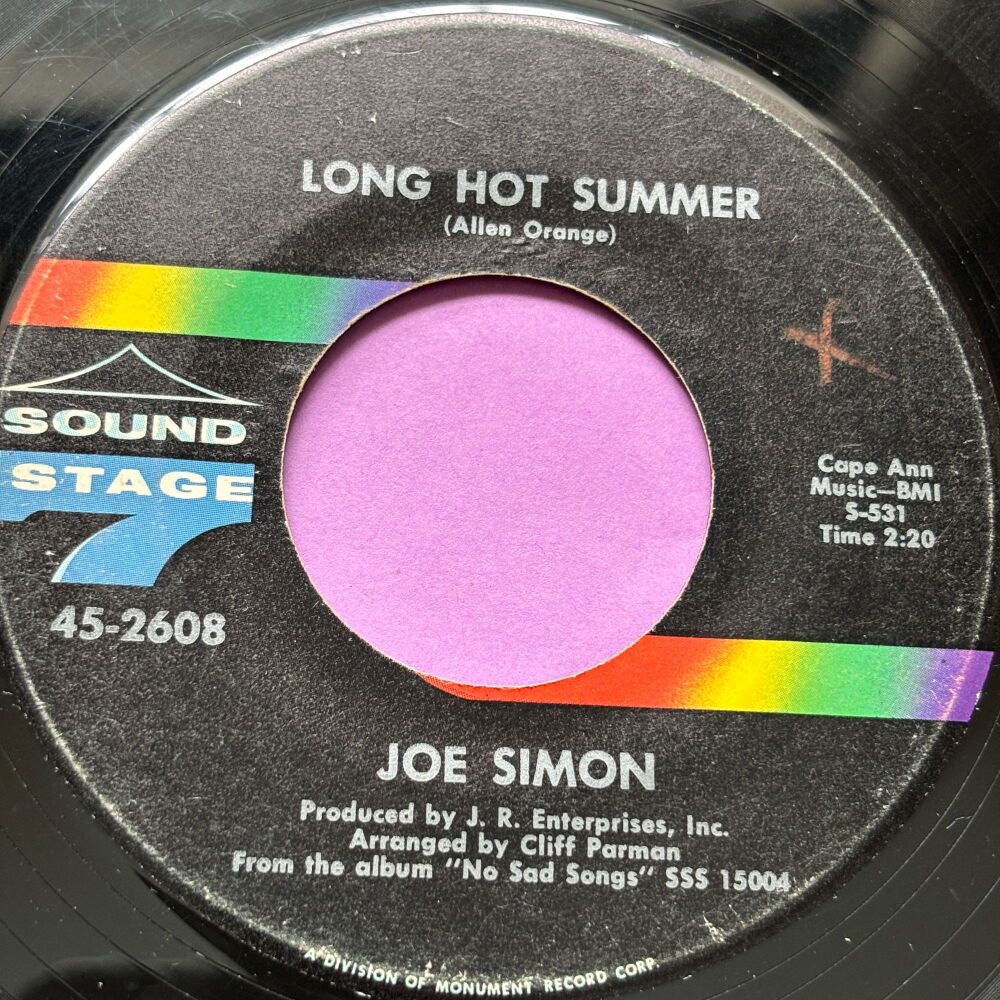 LONG HOT SUMMER
(Allen Orange)
SOUND
STAGE
7
45-2608
Cape Ann
Music—BMI
S-531
Time 2:20
JOE SIMON
Produced by J. R. Enterprises, Inc.
Arranged by Cliff Parman
From the album "No Sad Songs" SSS 15004
A DIVISION OF MONUMENT RECORD CORP.